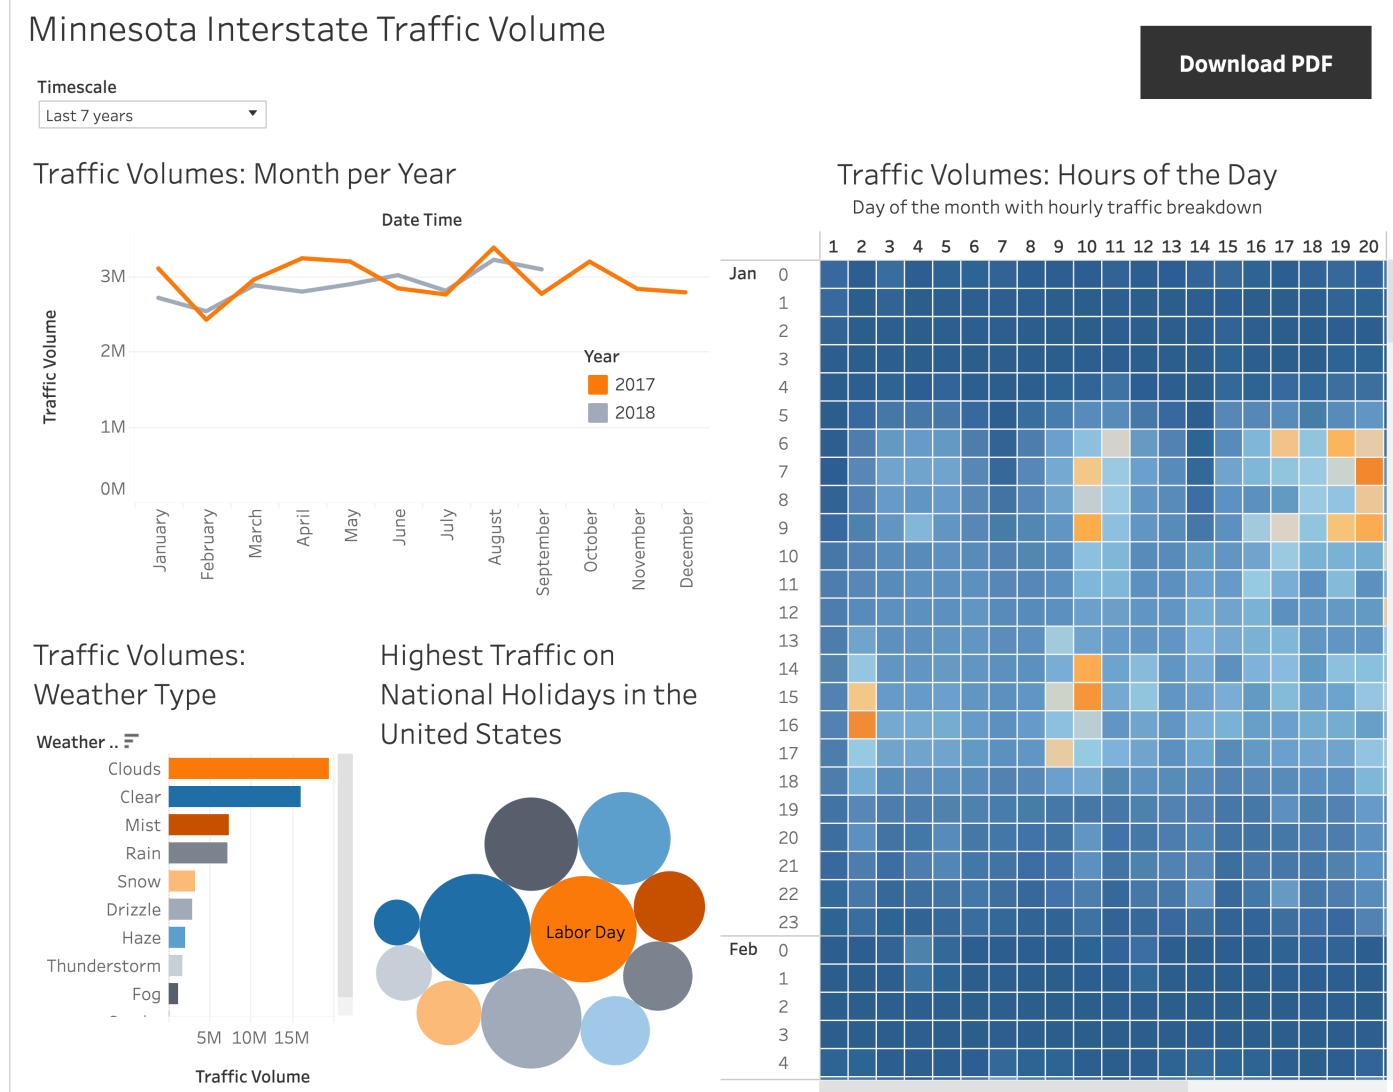 Minnesota Interstate Traffic Volume
Download PDF
Timescale
Last 7 years
Traffic Volumes: Month per Year
Date Time
3M
2M
1M
0M
Traffic Volume
Year
2017
2018
January
February
March
April
May
June
July
August
September
October
November
December
Traffic Volumes:
Weather Type
Weather ..
Clouds
Clear
Mist
Rain
Snow
Drizzle
Haze
Thunderstorm
Fog
5M 10M 15M
Traffic Volume
Highest Traffic on
National Holidays in the
United States
Labor Day
Traffic Volumes: Hours of the Day
Day of the month with hourly traffic breakdown
1 2 3 4 5 6 7 8 9 10 11 12 13 14 15 16 17 18 19 20
Jan 0
1
2
3
4
5
6
7
8
9
10
11
12
13
14
15
16
17
18
19
20
21
22
23
Feb 0
1
2
3
4